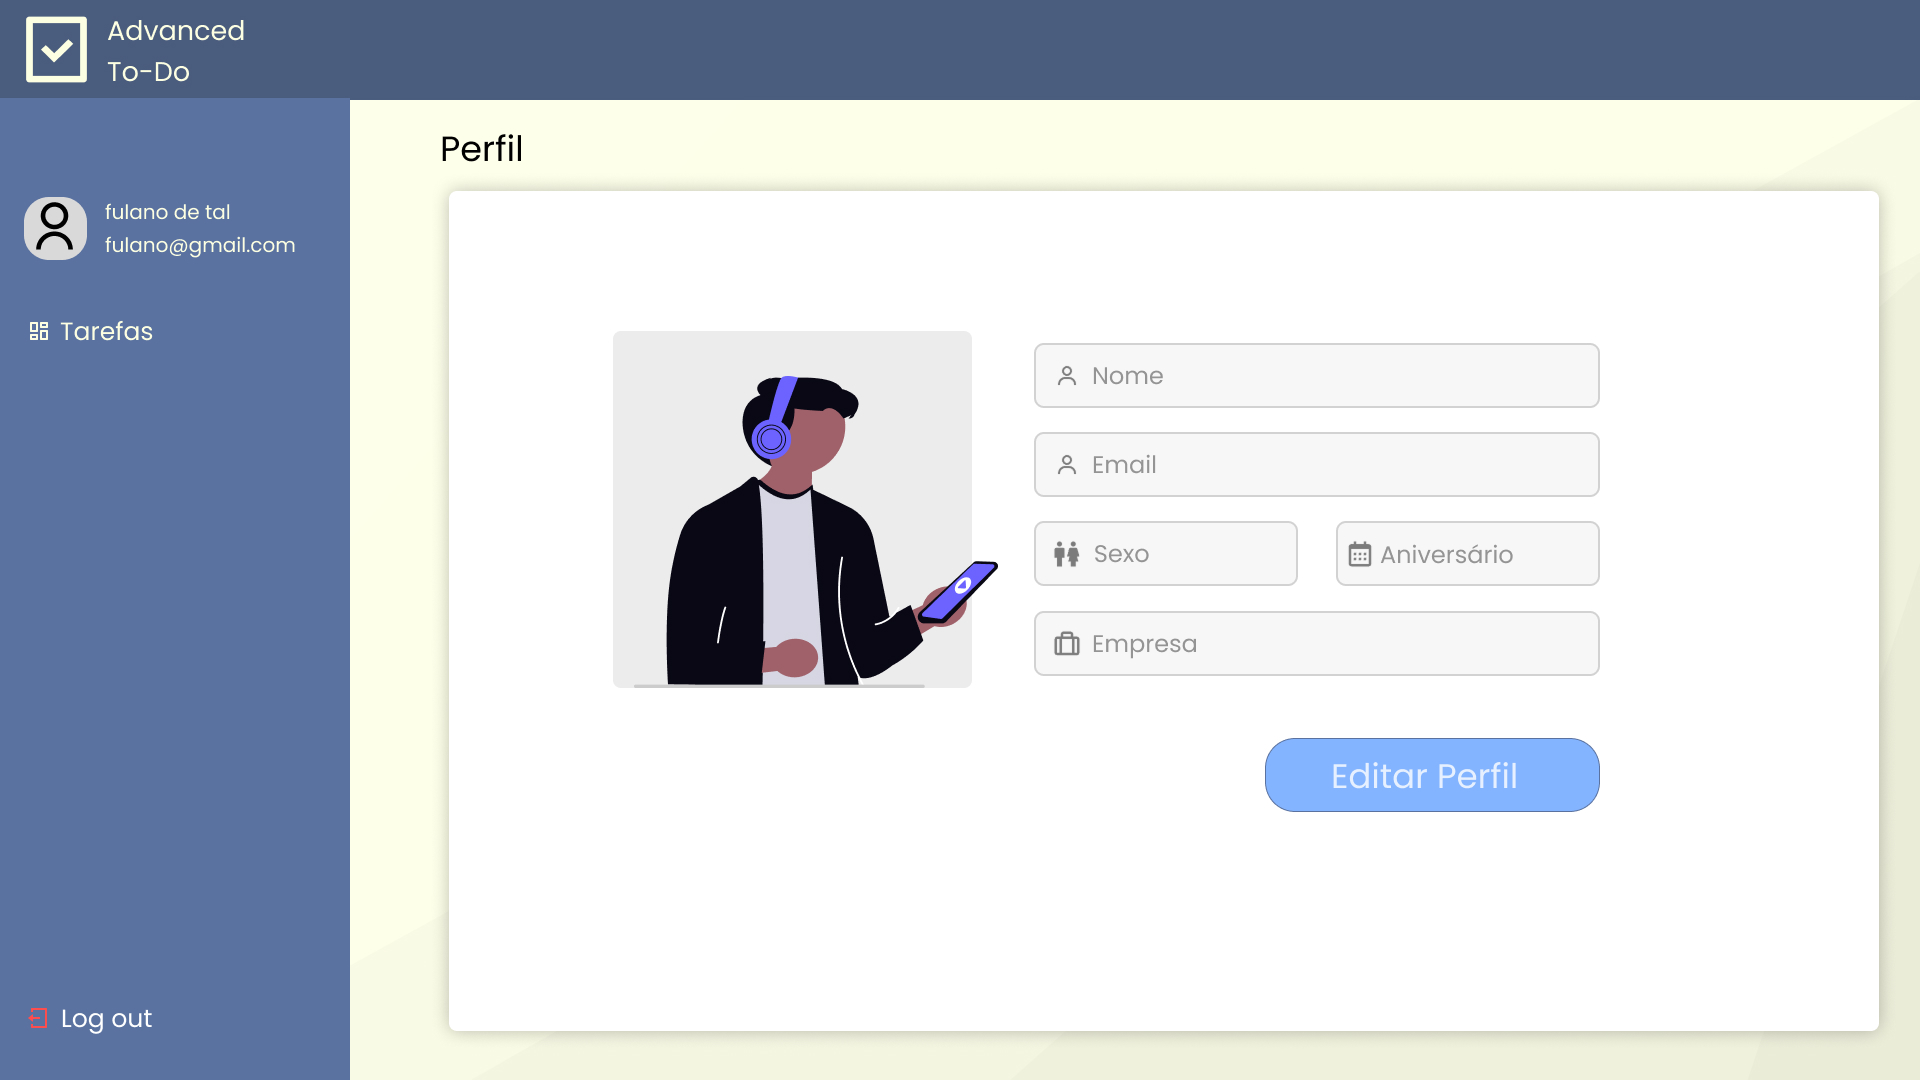 Advanced
To-Do
fulano de tal
fulano@gmail.com
Tarefas
Log out
Perfil
Nome
Email
Sexo
Aniversário
Empresa
Editar Perfil